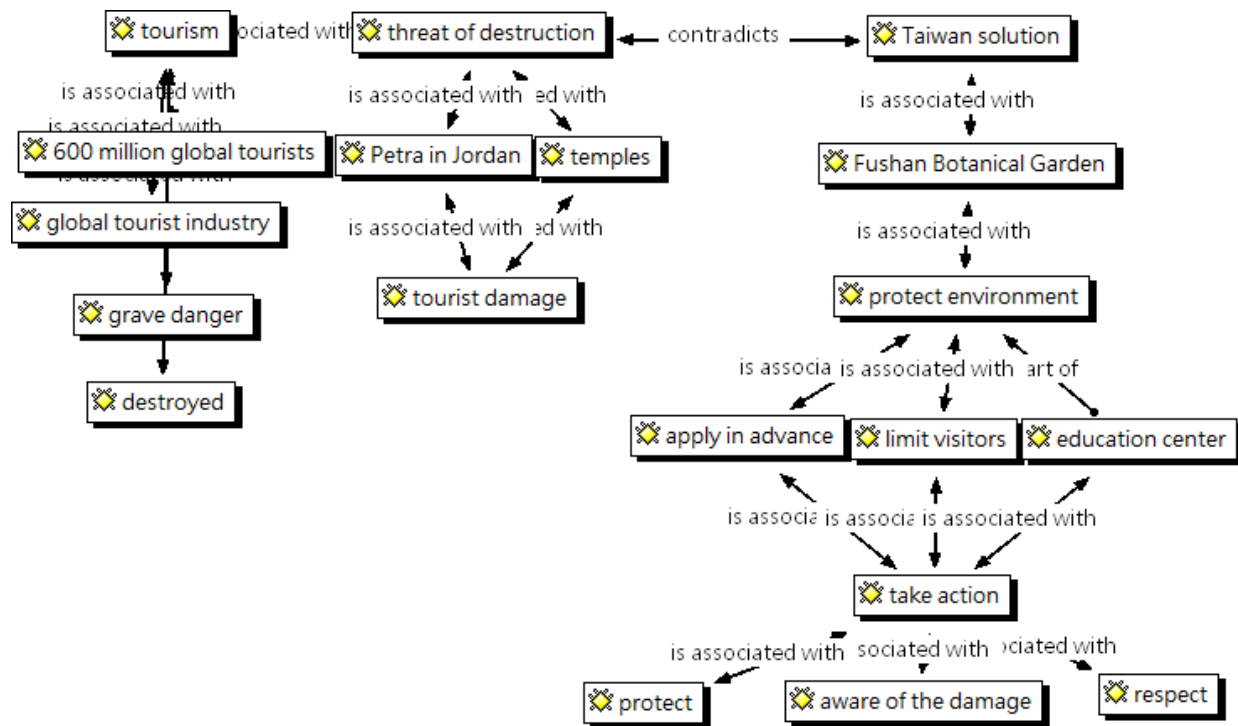 tourism
ociated with
threat of destruction
contradicts
Taiwan solution
is associated with
is associated with
ed with
is associated with
is associated with
600 million global tourists
Petra in Jordan
temples
Fushan Botanical Garden
global tourist industry
is associated with
ed with
is associated with
tourist damage
protect environment
grave danger
is associa
is associated with
art of
destroyed
apply in advance
limit visitors
education center
is associa
is associa
is associated with
take action
is associated with
sociated with
ciated with
protect
aware of the damage
respect